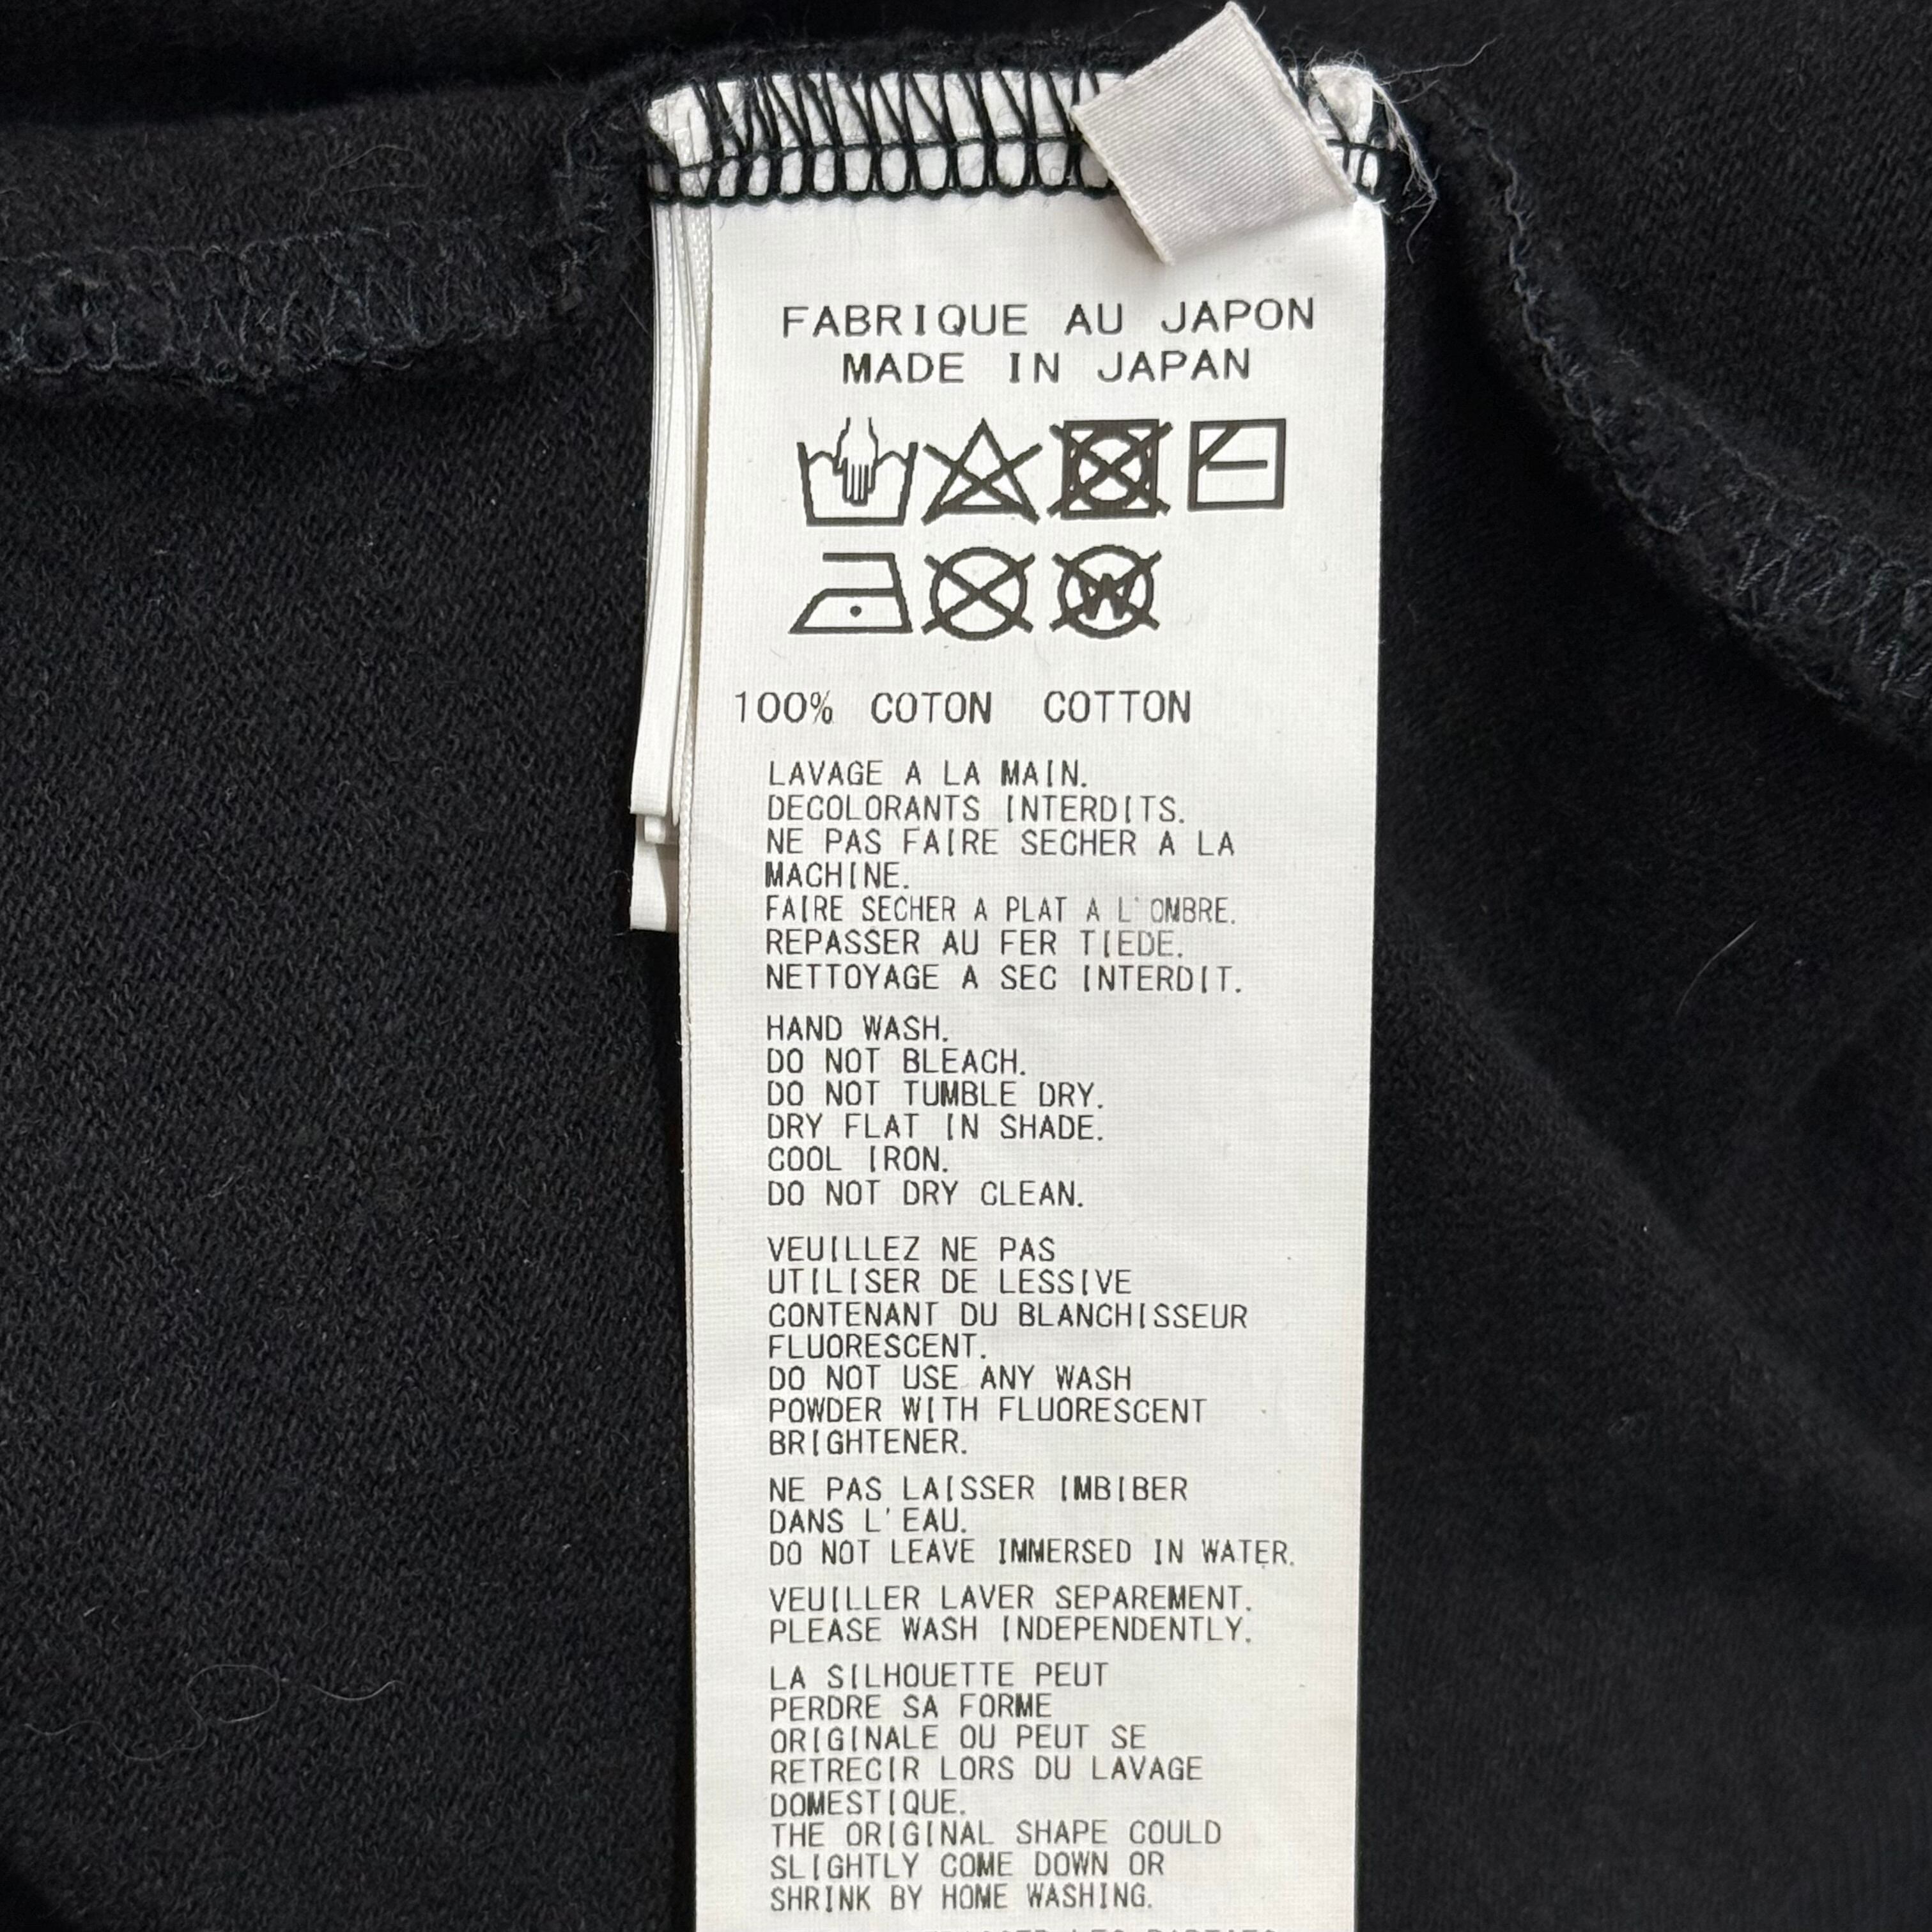 FABRIQUE AU JAPON
MADE IN JAPAN
W
100% COTON COTTON
LAVAGE A LA MAIN.
DECOLORANTS INTERDITS.
NE PAS FAIRE SECHER A LA
MACHINE.
FAIRE SECHER A PLAT A L'OMBRE.
REPASSER AU FER TIEDE.
NETTOYAGE A SEC INTERDIT.
HAND WASH.
DO NOT BLEACH.
DO NOT TUMBLE DRY.
DRY FLAT IN SHADE.
COOL IRON.
DO NOT DRY CLEAN.
VEUILLEZ NE PAS
UTILISER DE LESSIVE
CONTENANT DU BLANCHISSEUR
FLUORESCENT.
DO NOT USE ANY WASH
POWDER WITH FLUORESCENT
BRIGHTENER.
NE PAS LAISSER IMBIBER
DANS L'EAU.
DO NOT LEAVE IMMERSED IN WATER.
VEUILLER LAVER SEPAREMENT.
PLEASE WASH INDEPENDENTLY.
LA SILHOUETTE PEUT
PERDRE SA FORME
ORIGINALE OU PEUT SE
RETRECIR LORS DU LAVAGE
DOMESTIQUE.
THE ORIGINAL SHAPE COULD
SLIGHTLY COME DOWN OR
SHRINK BY HOME WASHING.